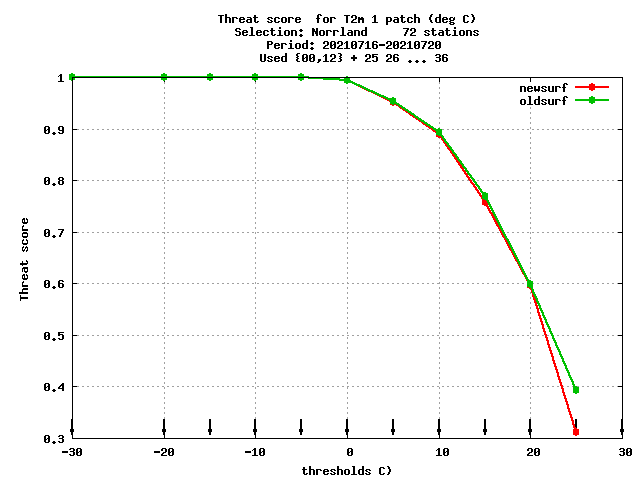 Threat score  for T2m 1 patch (deg C)
Selection: Norrland     72 stations
Period: 20210716-20210720
Used {00,12} + 25 26 ... 36
newsurf
oldsurf
1
0.9
0.8
0.7
0.6
0.5
0.4
0.3
Threat score
-30 -20 -10 0 10 20 30
thresholds C)